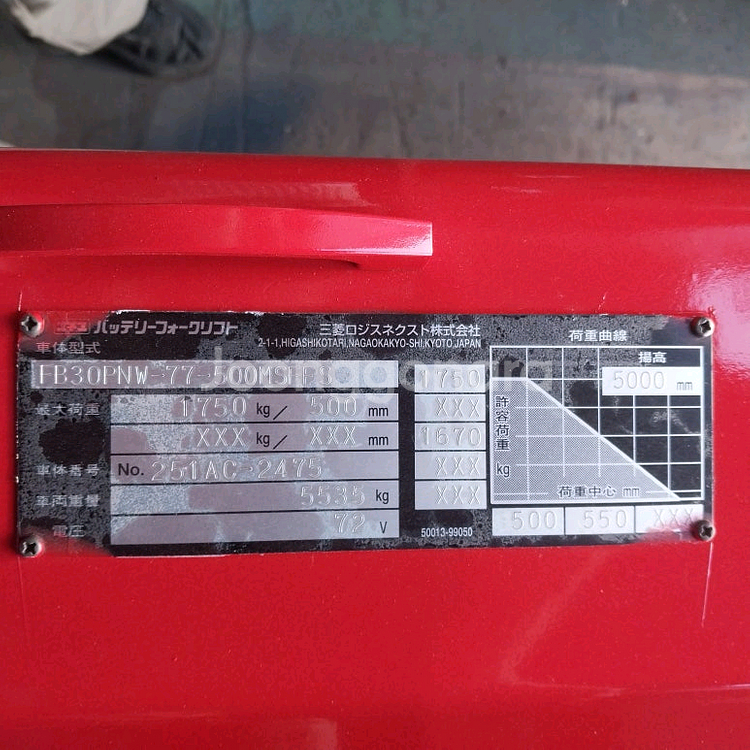 バッテリーフォークリフト
三菱ロジスネクスト株式会社
2-1-1,HIGASHIKOTARI,NAGAOKAKYO-SHI,KYOTO,JAPAN
車体型式
FB30PNW-77-500MSFBS
最大荷重
1750 kg/ 500 mm
XXX kg/ XXX mm
車体番号
No. 251AC-2475
車両重量
5535 kg
電圧
72 V
1750
XXX
1670
XXX
XXX
50013-99050
荷重曲線
揚高
5000 mm
許容荷重
kg
荷重中心 mm
500 550 XXX